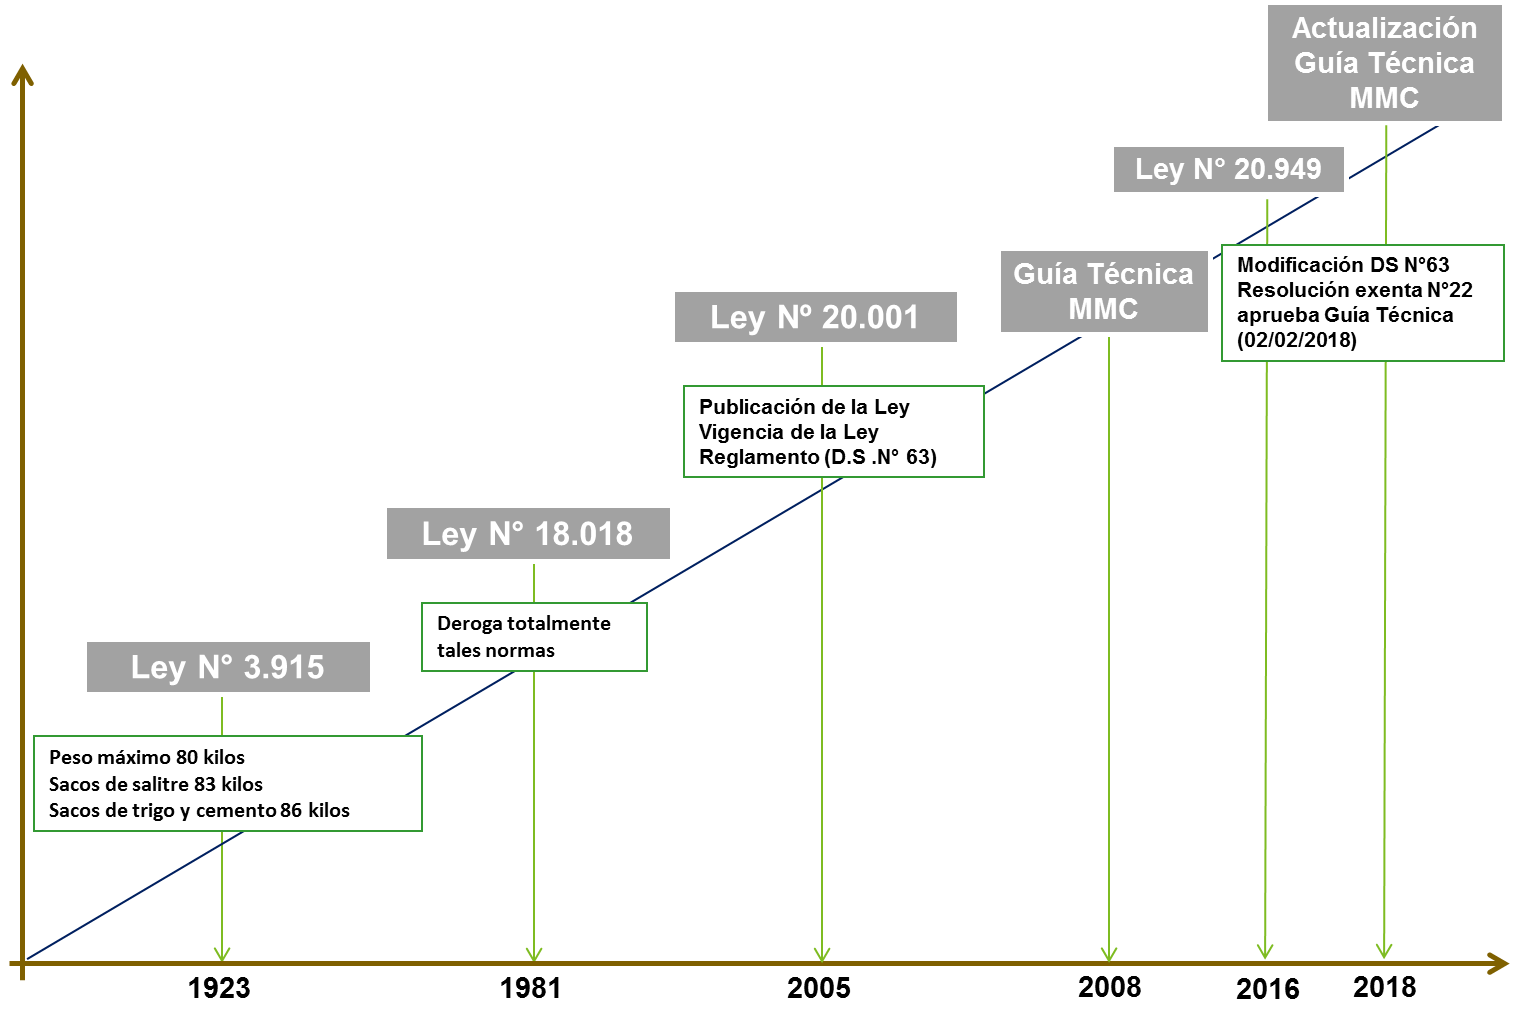 Actualización
Guía Técnica
MMC
Ley N° 20.949
Modificación DS N°63
Resolución exenta N°22
aprueba Guía Técnica
(02/02/2018)
Guía Técnica
MMC
Ley Nº 20.001
Publicación de la Ley
Vigencia de la Ley
Reglamento (D.S .N° 63)
Ley N° 18.018
Deroga totalmente
tales normas
Ley N° 3.915
Peso máximo 80 kilos
Sacos de salitre 83 kilos
Sacos de trigo y cemento 86 kilos
1923
1981
2005
2008
2016
2018